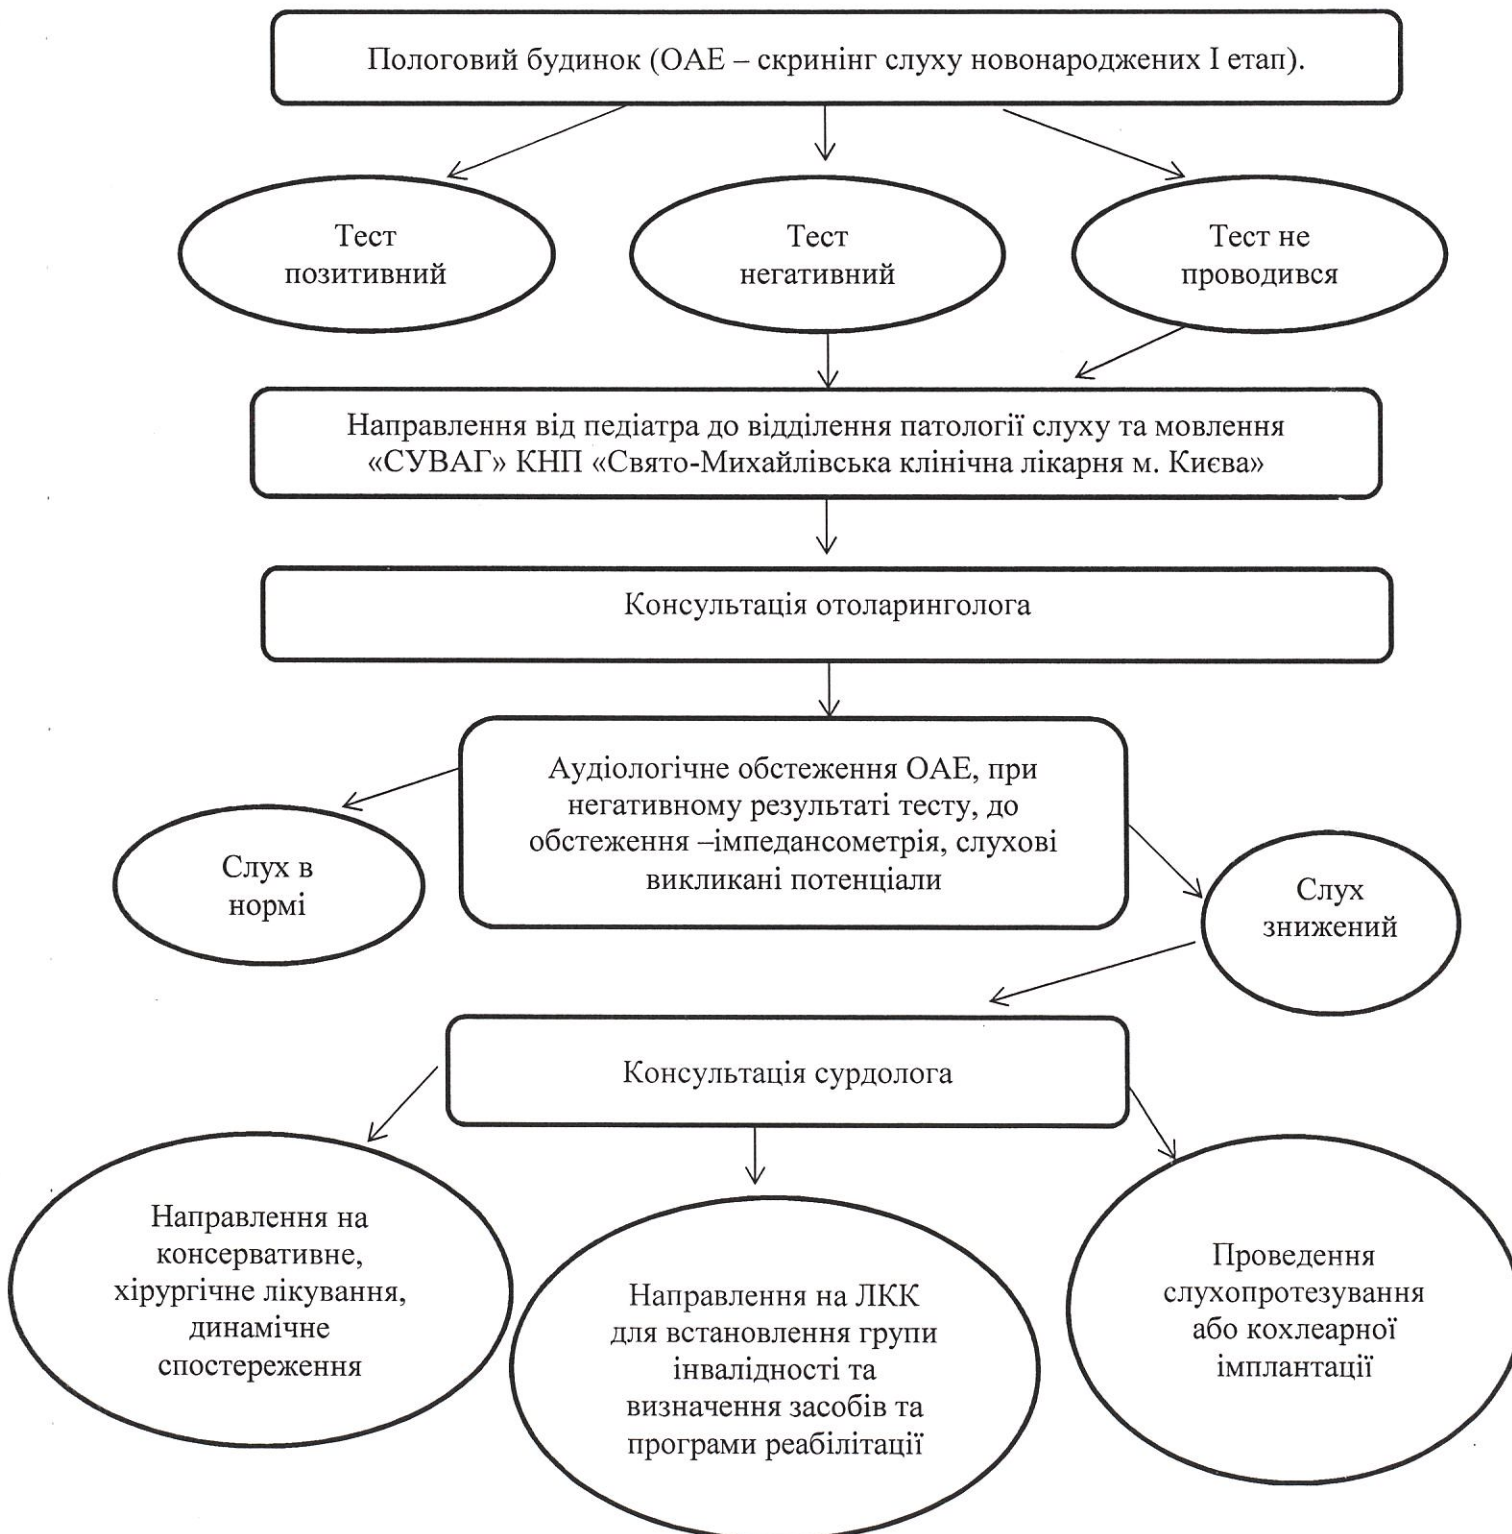 Пологовий будинок (ОАЕ – скринінг слуху новонароджених І етап).
Тест
позитивний
Тест
негативний
Тест не
проводився
Направлення від педіатра до відділення патології слуху та мовлення
«СУВАГ» КНП «Свято-Михайлівська клінічна лікарня м. Києва»
Консультація отоларинголога
Аудіологічне обстеження ОАЕ, при
негативному результаті тесту, до
обстеження –імпедансометрія, слухові
викликані потенціали
Слух в
нормі
Слух
знижений
Консультація сурдолога
Направлення на
консервативне,
хірургічне лікування,
динамічне
спостереження
Направлення на ЛКК
для встановлення групи
інвалідності та
визначення засобів та
програми реабілітації
Проведення
слухопротезування
або кохлеарної
імплантації